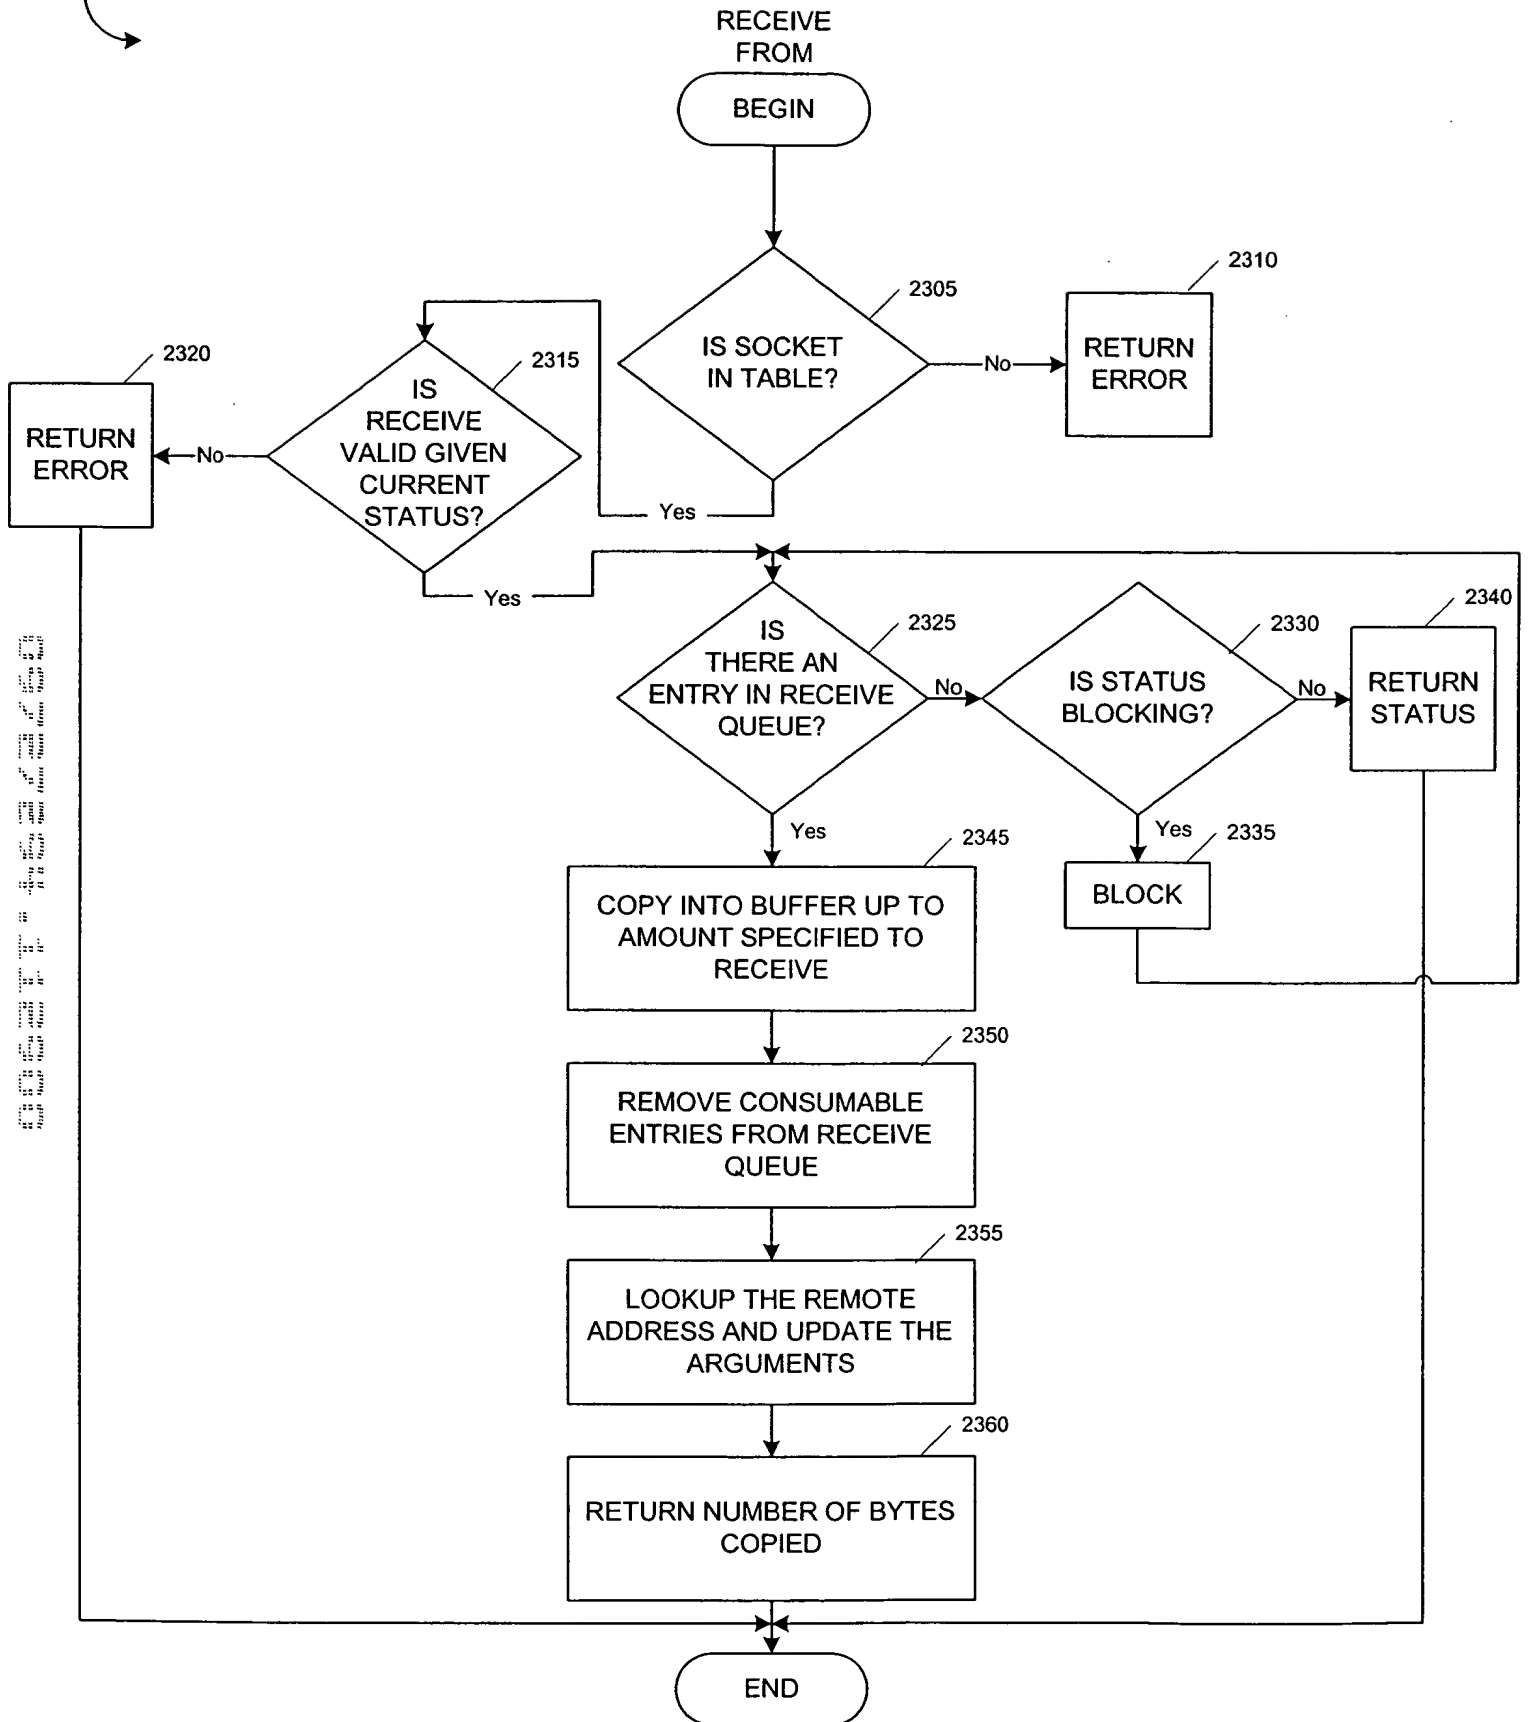 RECEIVE
FROM
BEGIN
2305
IS SOCKET
IN TABLE?
No
2310
RETURN
ERROR
Yes
2315
IS
RECEIVE
VALID GIVEN
CURRENT
STATUS?
No
2320
RETURN
ERROR
Yes
2325
IS
THERE AN
ENTRY IN RECEIVE
QUEUE?
No
2330
IS STATUS
BLOCKING?
No
2340
RETURN
STATUS
Yes
2335
BLOCK
Yes
2345
COPY INTO BUFFER UP TO
AMOUNT SPECIFIED TO
RECEIVE
2350
REMOVE CONSUMABLE
ENTRIES FROM RECEIVE
QUEUE
2355
LOOKUP THE REMOTE
ADDRESS AND UPDATE THE
ARGUMENTS
2360
RETURN NUMBER OF BYTES
COPIED
END